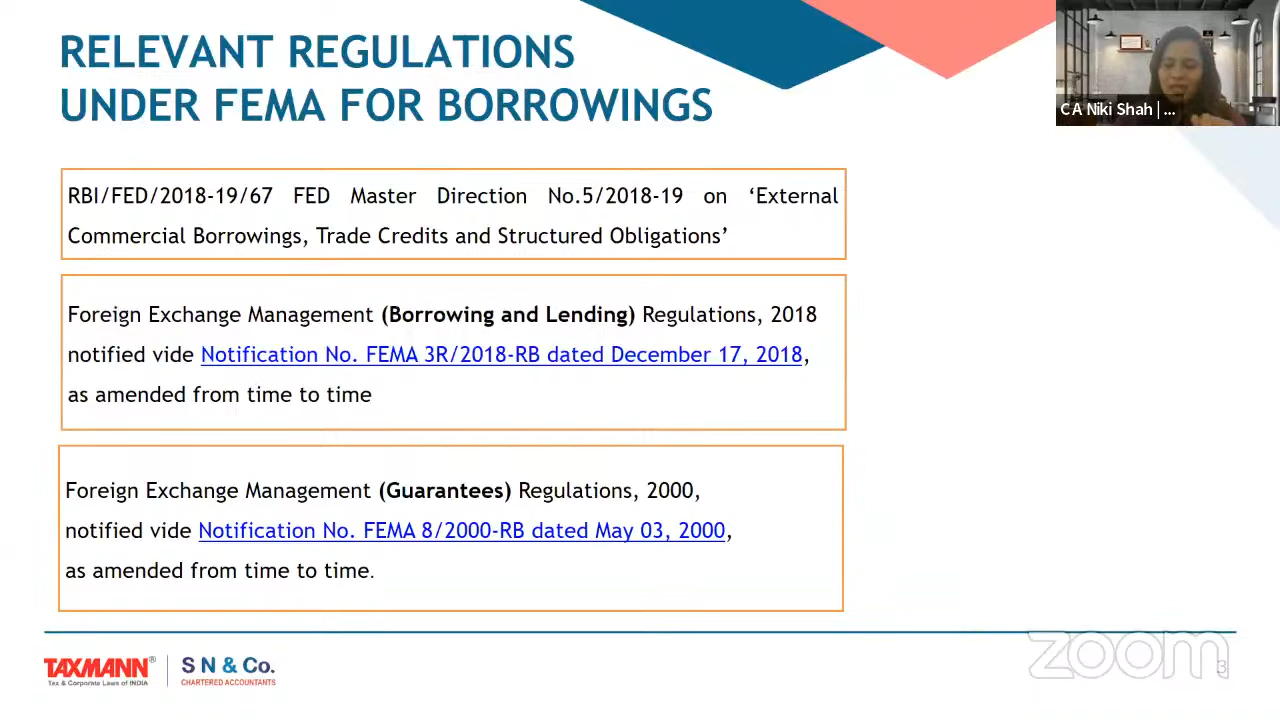 RELEVANT REGULATIONS
UNDER FEMA FOR BORROWINGS
CA Niki Shah | ...
RBI/FED/2018-19/67 FED Master Direction No.5/2018-19 on ‘External
Commercial Borrowings, Trade Credits and Structured Obligations’
Foreign Exchange Management (Borrowing and Lending) Regulations, 2018
notified vide Notification No. FEMA 3R/2018-RB dated December 17, 2018,
as amended from time to time
Foreign Exchange Management (Guarantees) Regulations, 2000,
notified vide Notification No. FEMA 8/2000-RB dated May 03, 2000,
as amended from time to time.
TAXMANN®
Tax & Corporate Laws of INDIA
S N & Co.
CHARTERED ACCOUNTANTS
zoom
3